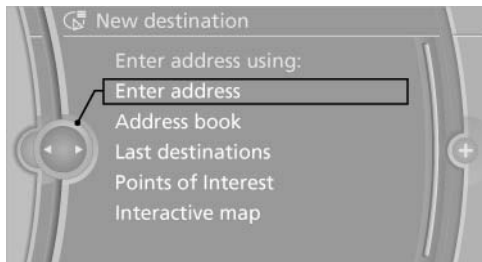 New destination
Enter address using:
Enter address
Address book
Last destinations
Points of Interest
Interactive map